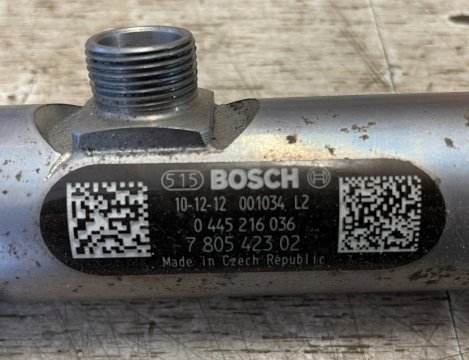 515 BOSCH
10-12-12 001034 L2
0 445 216 036
7 805 423 02
Made in Czech Republic